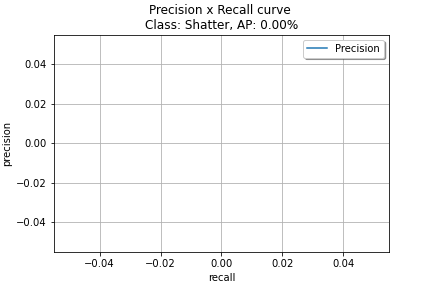 Precision x Recall curve
Class: Shatter, AP: 0.00%
Precision
0.04
0.02
0.00
−0.02
−0.04
precision
−0.04 −0.02 0.00 0.02 0.04
recall